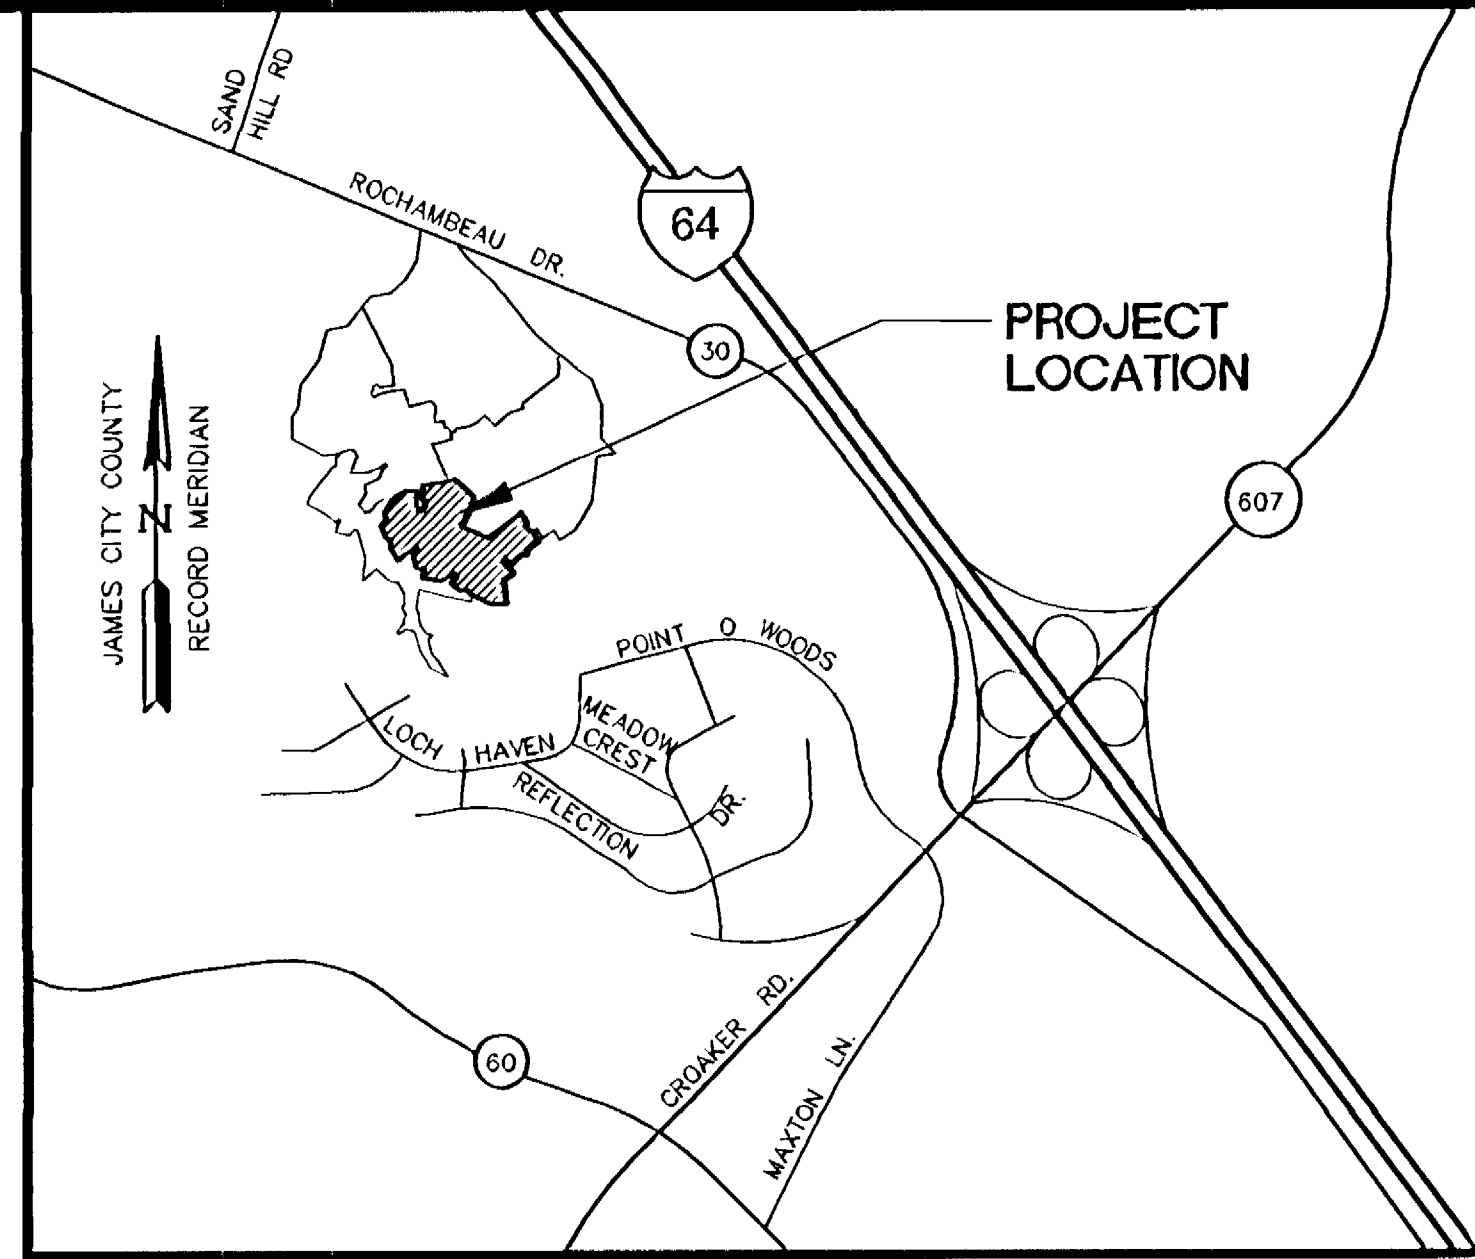 SAND
HILL RD
ROCHAMBEAU DR.
64
30
PROJECT
LOCATION
JAMES CITY COUNTY
N
RECORD MERIDIAN
607
POINT O WOODS
MEADOW
CREST
LOCH HAVEN
REFLECTION DR.
60
CROAKER RD.
MAXTON LN.